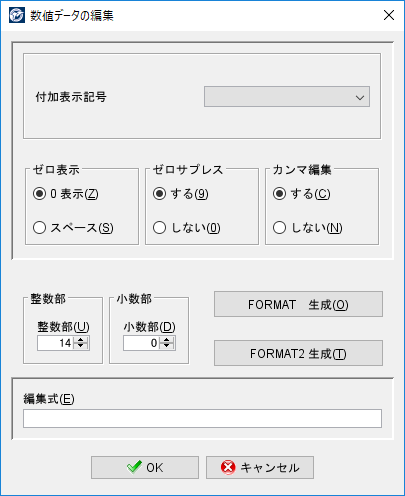 数値データの編集
付加表示記号
ゼロ表示
0 表示(Z)
スペース(S)
ゼロサプレス
する(9)
しない(0)
カンマ編集
する(C)
しない(N)
整数部
整数部(U)
14
小数部
小数部(D)
0
FORMAT　生成(O)
FORMAT2 生成(T)
編集式(E)
OK
キャンセル